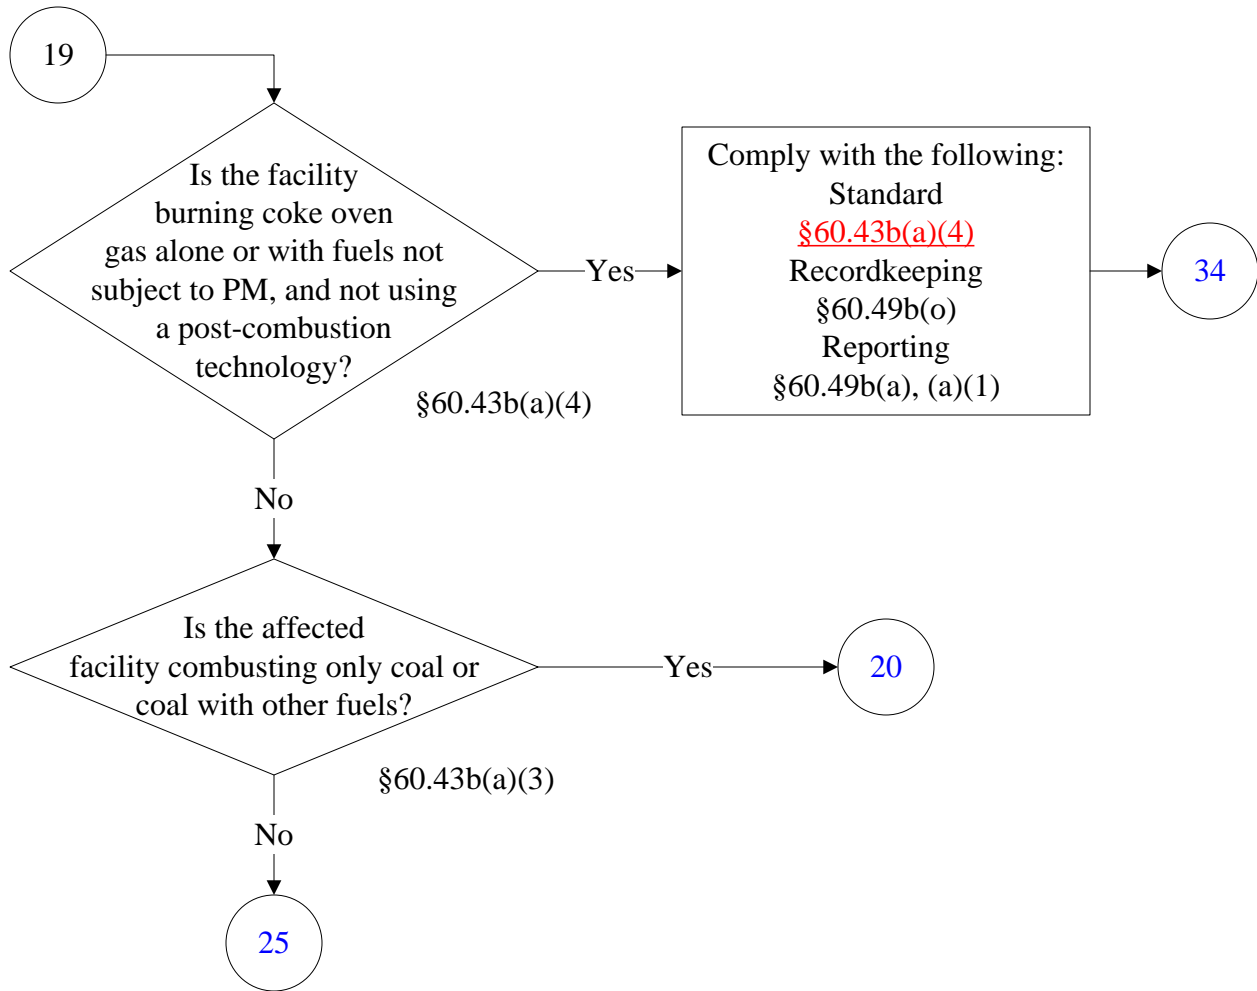 19
Is the facility
burning coke oven
gas alone or with fuels not
subject to PM, and not using
a post-combustion
technology?
§60.43b(a)(4)
Yes
Comply with the following:
Standard
§60.43b(a)(4)
Recordkeeping
§60.49b(o)
Reporting
§60.49b(a), (a)(1)
34
No
Is the affected
facility combusting only coal or
coal with other fuels?
§60.43b(a)(3)
Yes
20
No
25